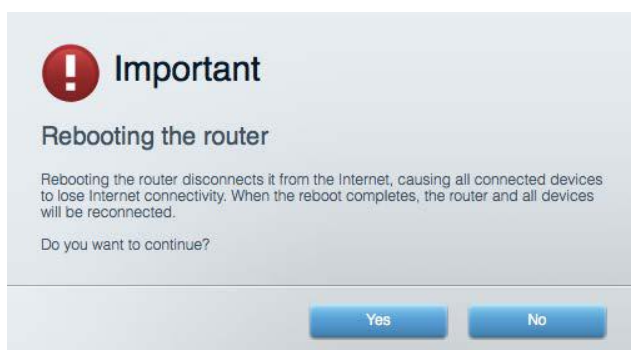 Important
Rebooting the router
Rebooting the router disconnects it from the Internet, causing all connected devices
to lose Internet connectivity. When the reboot completes, the router and all devices
will be reconnected.
Do you want to continue?
Yes No